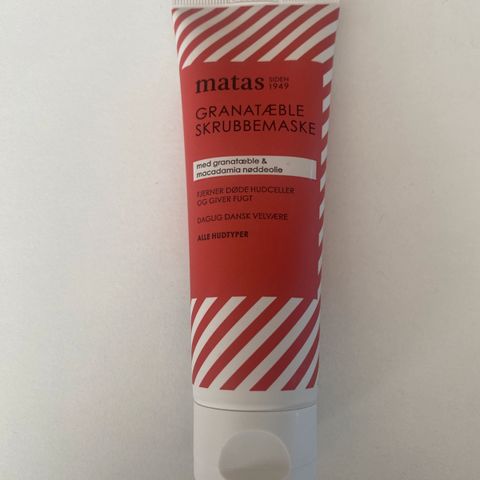 matas SIDEN 1949
GRANATÆBLE
SKRUBBEMASKE
med granatæble &
macadamia nøddeolie
FJERNER DØDE HUDCELLER
OG GIVER FUGT
DAGLIG DANSK VELVÆRE
ALLE HUDTYPER